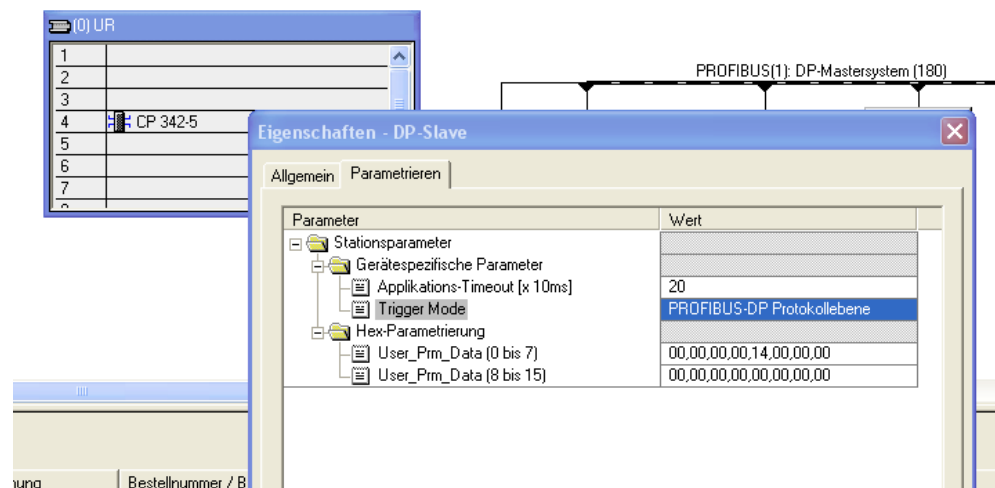 (0) UR
1
2
3
4 CP 342-5
5
6
7
PROFIBUS(1): DP-Mastersystem (180)
Eigenschaften - DP-Slave
Allgemein Parametrieren
Parameter Wert
Stationsparameter
Gerätespezifische Parameter
Applikations-Timeout [x 10ms] 20
Trigger Mode PROFIBUS-DP Protokollebene
Hex-Parametrierung
User_Prm_Data (0 bis 7) 00,00,00,00,14,00,00,00
User_Prm_Data (8 bis 15) 00,00,00,00,00,00,00,00
nung Bestellnummer / B